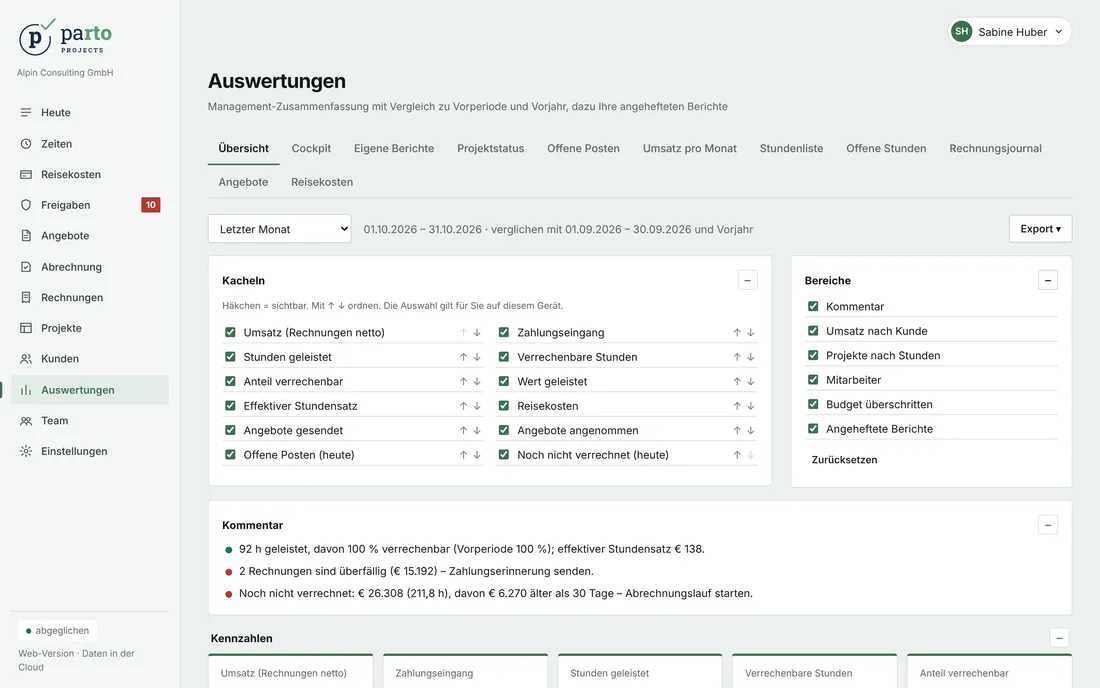 parto
PROJECTS
Alpin Consulting GmbH
Heute
Zeiten
Reisekosten
Freigaben 10
Angebote
Abrechnung
Rechnungen
Projekte
Kunden
Auswertungen
Team
Einstellungen
abgeglichen
Web-Version · Daten in der
Cloud
SH Sabine Huber
Auswertungen
Management-Zusammenfassung mit Vergleich zu Vorperiode und Vorjahr, dazu Ihre angehefteten Berichte
Übersicht Cockpit Eigene Berichte Projektstatus Offene Posten Umsatz pro Monat Stundenliste Offene Stunden Rechnungsjournal
Angebote Reisekosten
Letzter Monat 01.10.2026 – 31.10.2026 · verglichen mit 01.09.2026 – 30.09.2026 und Vorjahr Export ▾
Kacheln –
Häkchen = sichtbar. Mit ↑ ↓ ordnen. Die Auswahl gilt für Sie auf diesem Gerät.
Umsatz (Rechnungen netto) ↑ ↓ Zahlungseingang ↑ ↓
Stunden geleistet ↑ ↓ Verrechenbare Stunden ↑ ↓
Anteil verrechenbar ↑ ↓ Wert geleistet ↑ ↓
Effektiver Stundensatz ↑ ↓ Reisekosten ↑ ↓
Angebote gesendet ↑ ↓ Angebote angenommen ↑ ↓
Offene Posten (heute) ↑ ↓ Noch nicht verrechnet (heute) ↑ ↓
Bereiche –
Kommentar
Umsatz nach Kunde
Projekte nach Stunden
Mitarbeiter
Budget überschritten
Angeheftete Berichte
Zurücksetzen
Kommentar –
92 h geleistet, davon 100 % verrechenbar (Vorperiode 100 %); effektiver Stundensatz € 138.
2 Rechnungen sind überfällig (€ 15.192) – Zahlungserinnerung senden.
Noch nicht verrechnet: € 26.308 (211,8 h), davon € 6.270 älter als 30 Tage – Abrechnungslauf starten.
Kennzahlen –
Umsatz (Rechnungen netto) Zahlungseingang Stunden geleistet Verrechenbare Stunden Anteil verrechenbar